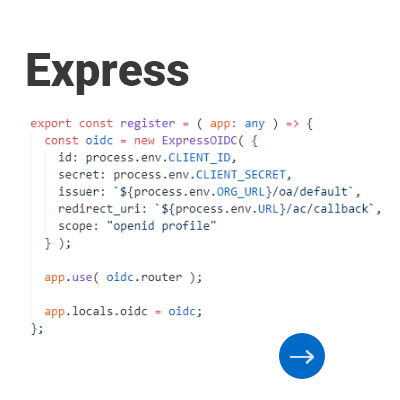 Express
export const register = ( app: any ) => {
const oidc = new ExpressOIDC( {
id: process.env.CLIENT_ID,
secret: process.env.CLIENT_SECRET,
issuer: `${process.env.ORG_URL}/oa/default`,
redirect_uri: `${process.env.URL}/ac/callback`,
scope: "openid profile"
} );
app.use( oidc.router );
app.locals.oidc = oidc;
};